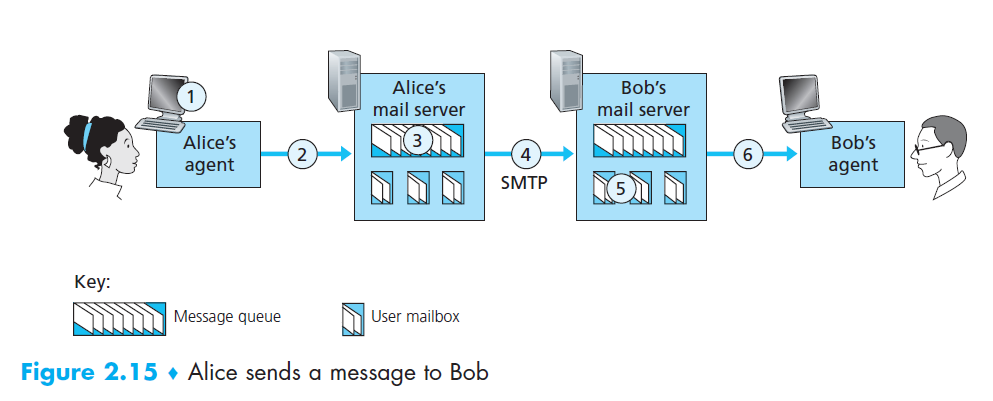 1
Alice's
agent
2
Alice's
mail server
3
4
SMTP
Bob's
mail server
5
6
Bob's
agent
Key:
Message queue
User mailbox
Figure 2.15 ♦ Alice sends a message to Bob